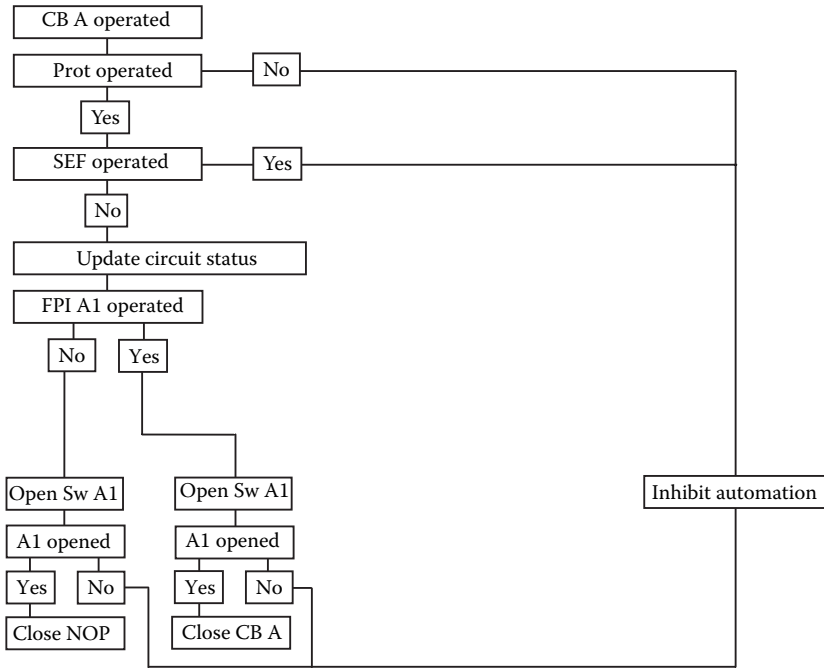 CB A operated
Prot operated
No
Yes
SEF operated
Yes
No
Update circuit status
FPI A1 operated
No
Yes
Open Sw A1
Open Sw A1
Inhibit automation
A1 opened
A1 opened
Yes
No
Yes
No
Close NOP
Close CB A